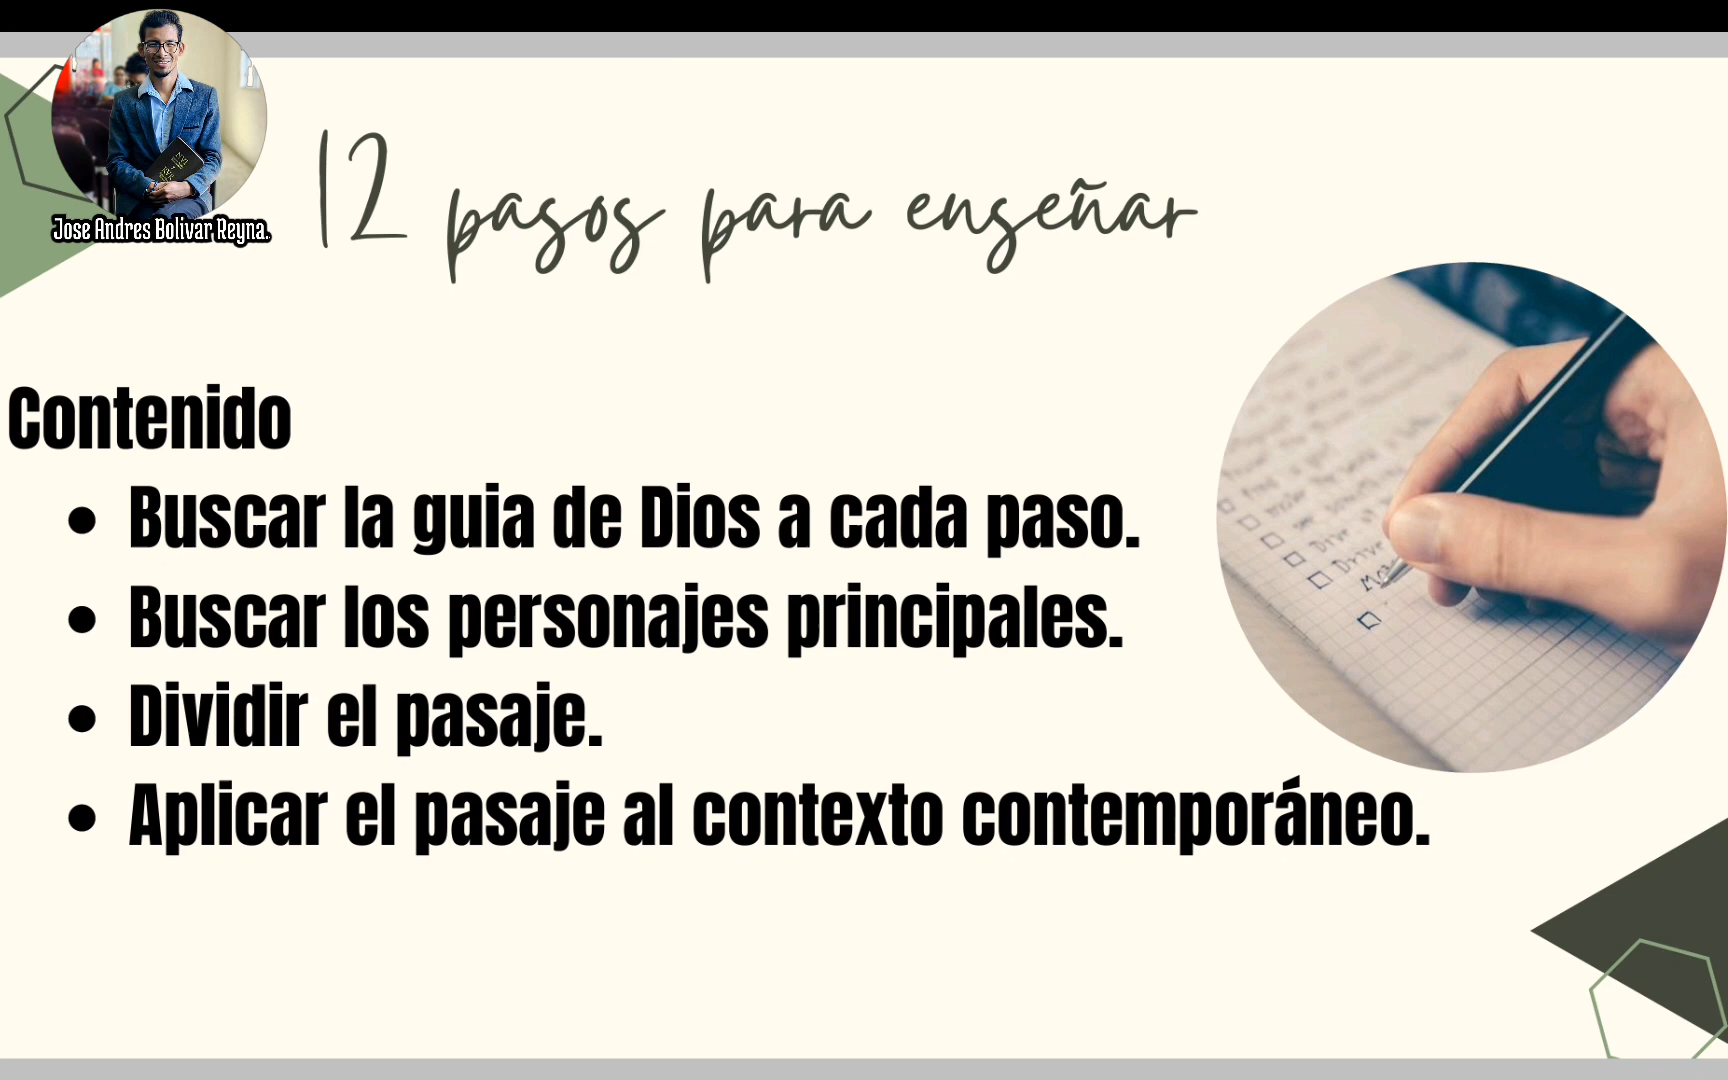 Jose Andres Bolivar Reyna.
12 pasos para enseñar
Contenido
Buscar la guia de Dios a cada paso.
Buscar los personajes principales.
Dividir el pasaje.
Aplicar el pasaje al contexto contemporáneo.